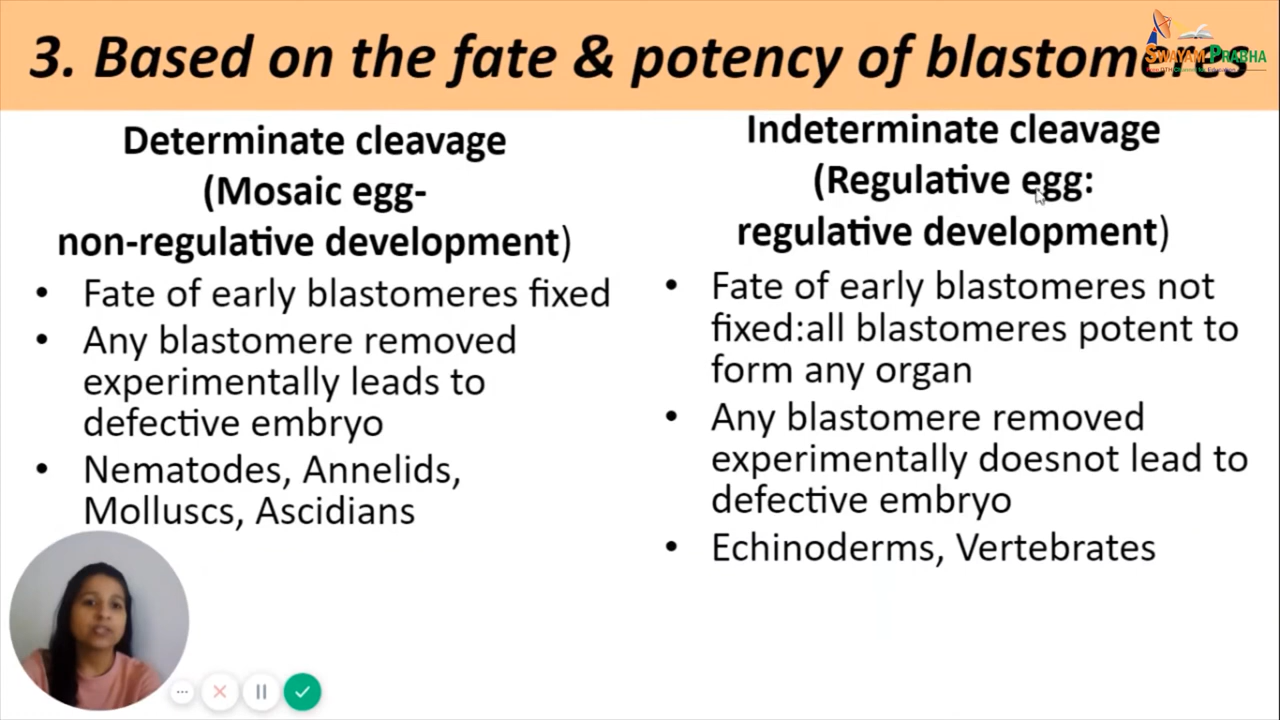 3. Based on the fate & potency of blastomeres
SWAYAM PRABHA
Determinate cleavage
(Mosaic egg-
non-regulative development)
• Fate of early blastomeres fixed
• Any blastomere removed
experimentally leads to
defective embryo
• Nematodes, Annelids,
Molluscs, Ascidians
Indeterminate cleavage
(Regulative egg:
regulative development)
• Fate of early blastomeres not
fixed:all blastomeres potent to
form any organ
• Any blastomere removed
experimentally doesnot lead to
defective embryo
• Echinoderms, Vertebrates